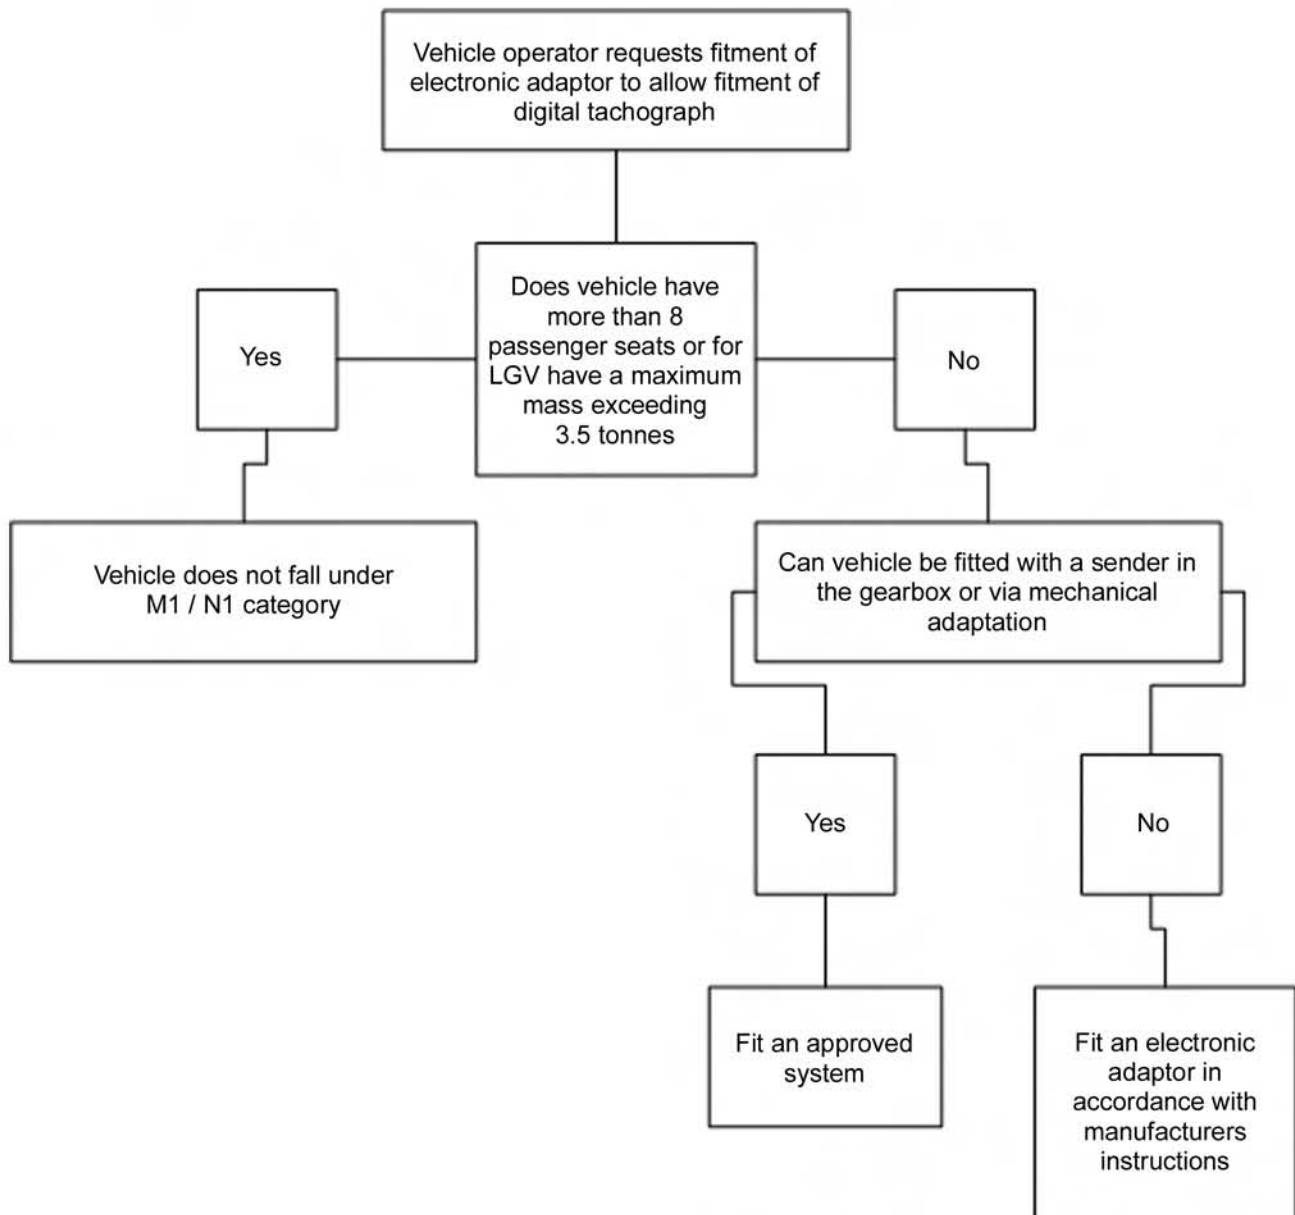 Vehicle operator requests fitment of
electronic adaptor to allow fitment of
digital tachograph
Does vehicle have
more than 8
passenger seats or for
LGV have a maximum
mass exceeding
3.5 tonnes
Yes
No
Vehicle does not fall under
M1 / N1 category
Can vehicle be fitted with a sender in
the gearbox or via mechanical
adaptation
Yes
No
Fit an approved
system
Fit an electronic
adaptor in
accordance with
manufacturers
instructions